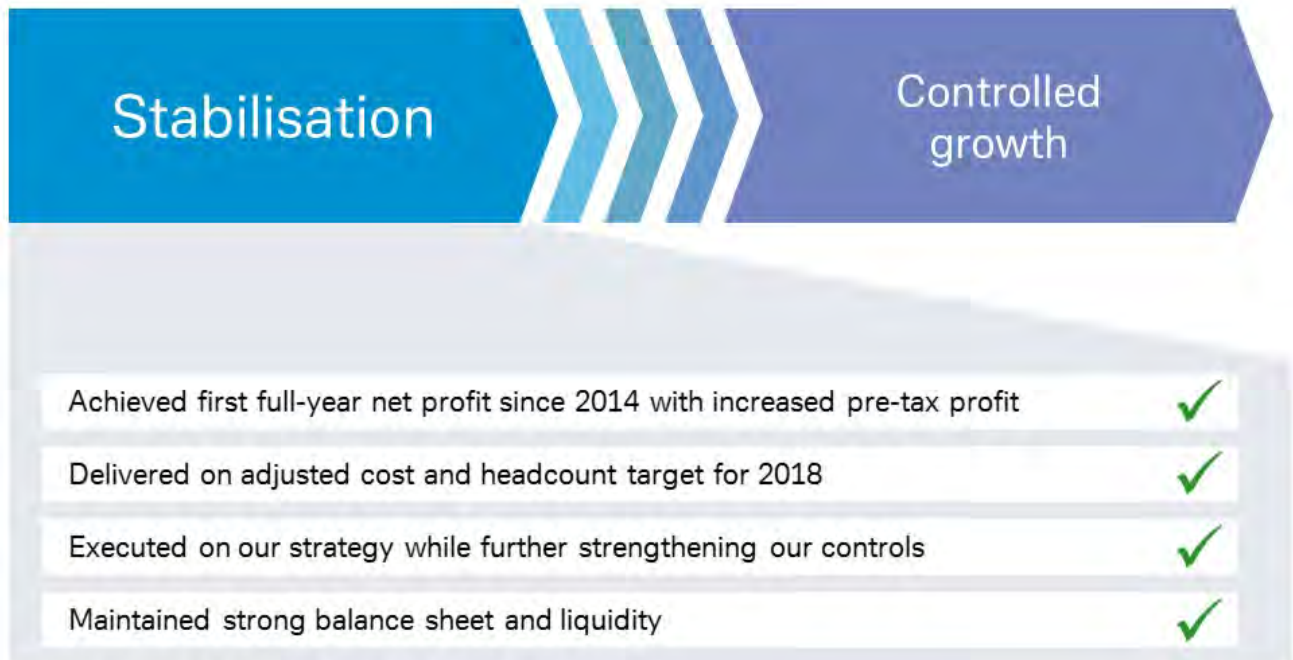 Stabilisation
Controlled
growth
Achieved first full-year net profit since 2014 with increased pre-tax profit
Delivered on adjusted cost and headcount target for 2018
Executed on our strategy while further strengthening our controls
Maintained strong balance sheet and liquidity